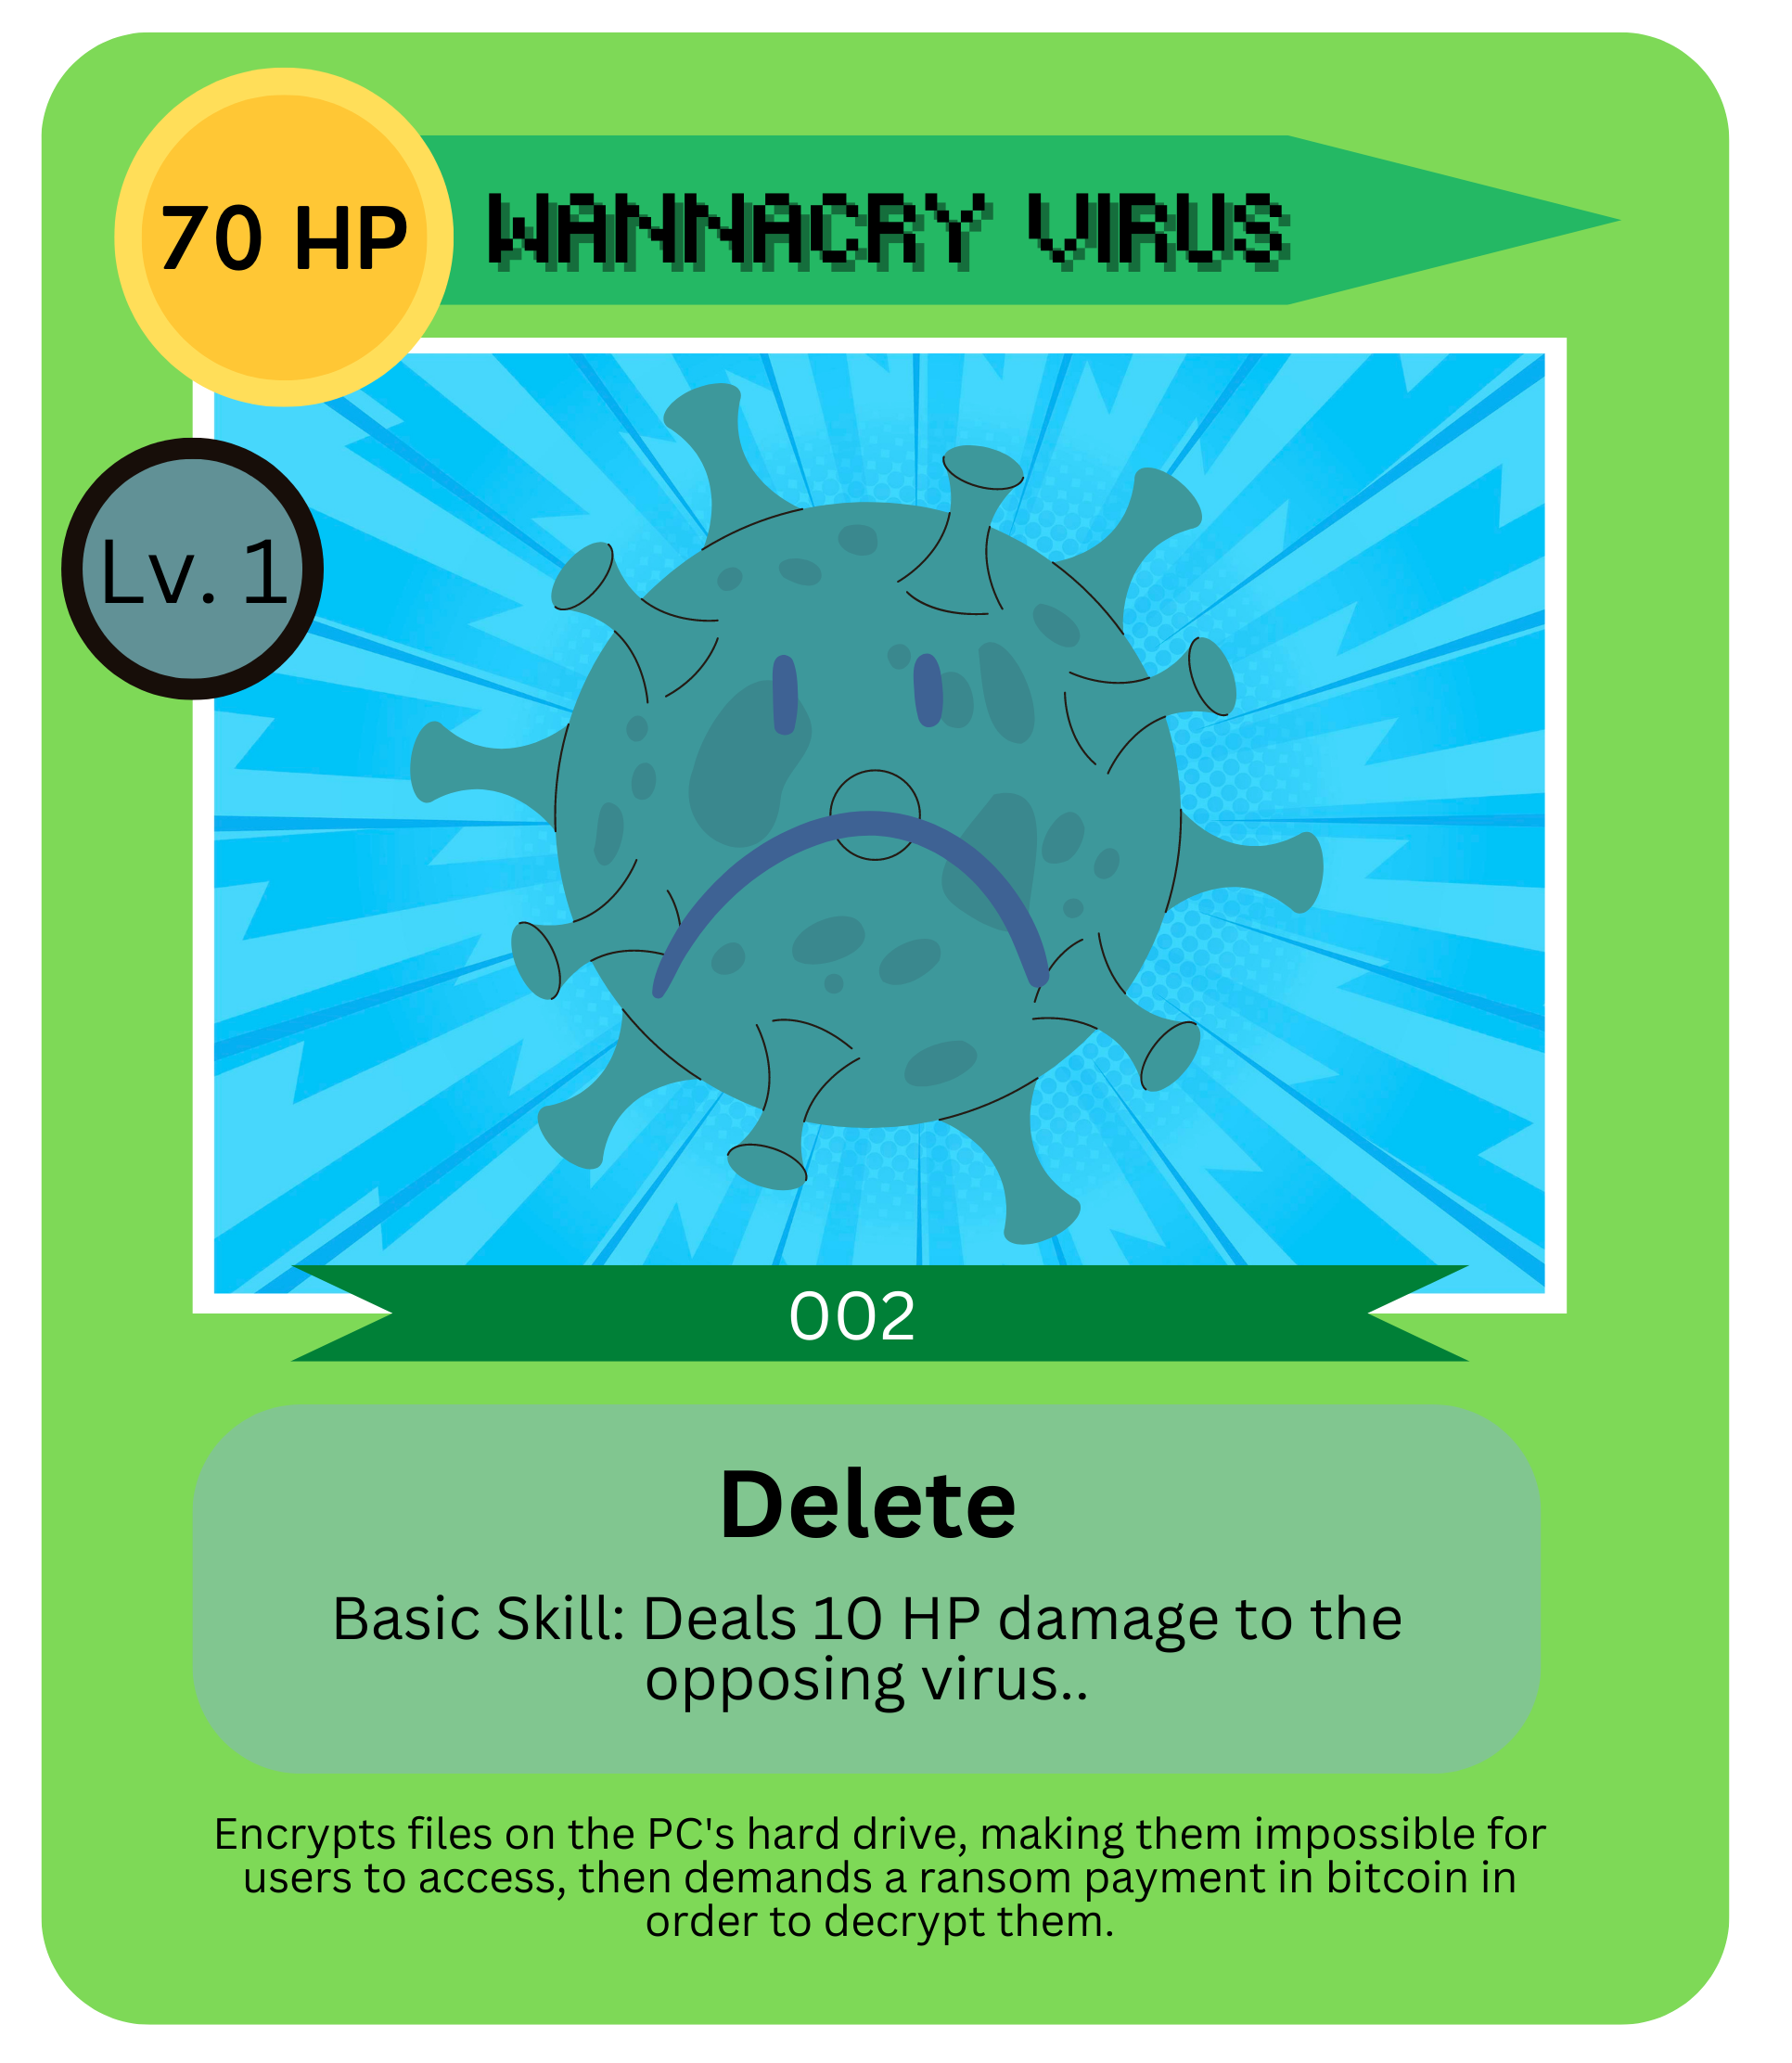 70 HP
WANNACRY VIRUS
Lv. 1
002
Delete
Basic Skill: Deals 10 HP damage to the
opposing virus..
Encrypts files on the PC's hard drive, making them impossible for
users to access, then demands a ransom payment in bitcoin in
order to decrypt them.